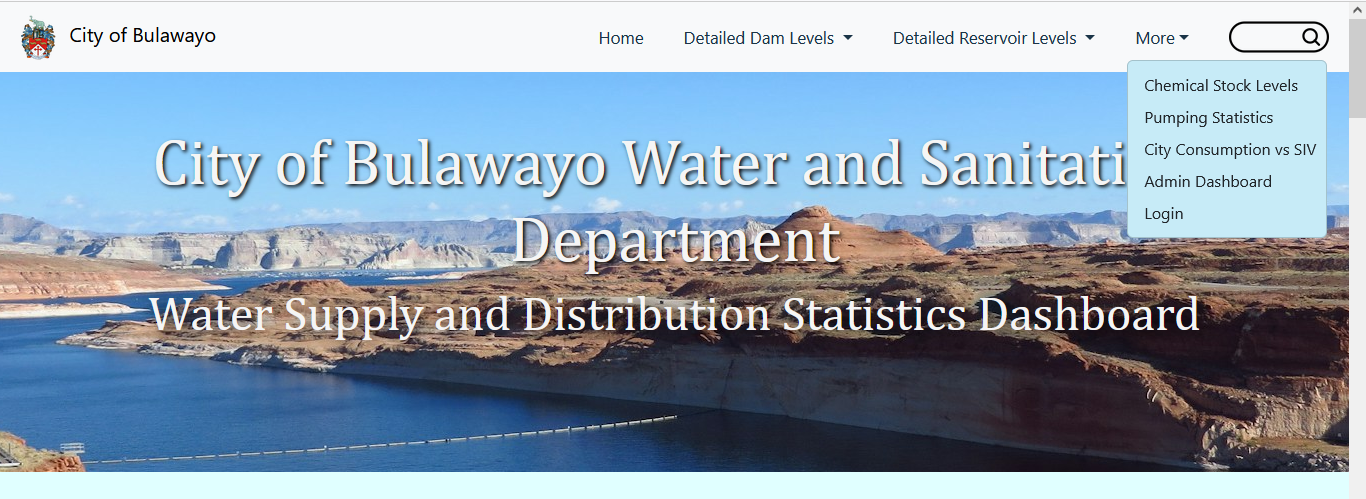 City of Bulawayo
Home
Detailed Dam Levels
Detailed Reservoir Levels
More
Chemical Stock Levels
Pumping Statistics
City Consumption vs SIV
Admin Dashboard
Login
City of Bulawayo Water and Sanitati
Department
Water Supply and Distribution Statistics Dashboard